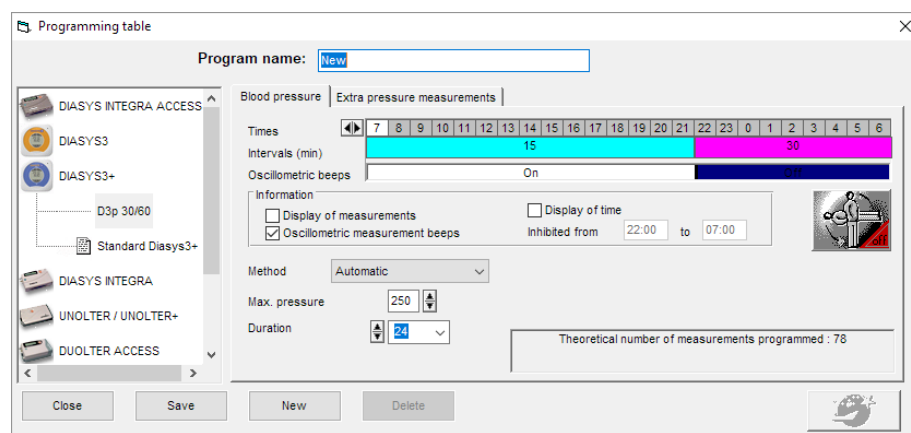 Programming table
Program name: New
DIASYS INTEGRA ACCESS
DIASYS3
DIASYS3+
D3p 30/60
Standard Diasys3+
DIASYS INTEGRA
UNOLTER / UNOLTER+
DUOLTER ACCESS
Blood pressure Extra pressure measurements
Times 7 8 9 10 11 12 13 14 15 16 17 18 19 20 21 22 23 0 1 2 3 4 5 6
Intervals (min) 15 30
Oscillometric beeps On Off
Information
Display of measurements Display of time
Oscillometric measurement beeps Inhibited from 22:00 to 07:00
off
Method Automatic
Max. pressure 250
Duration 24
Theoretical number of measurements programmed : 78
Close Save New Delete